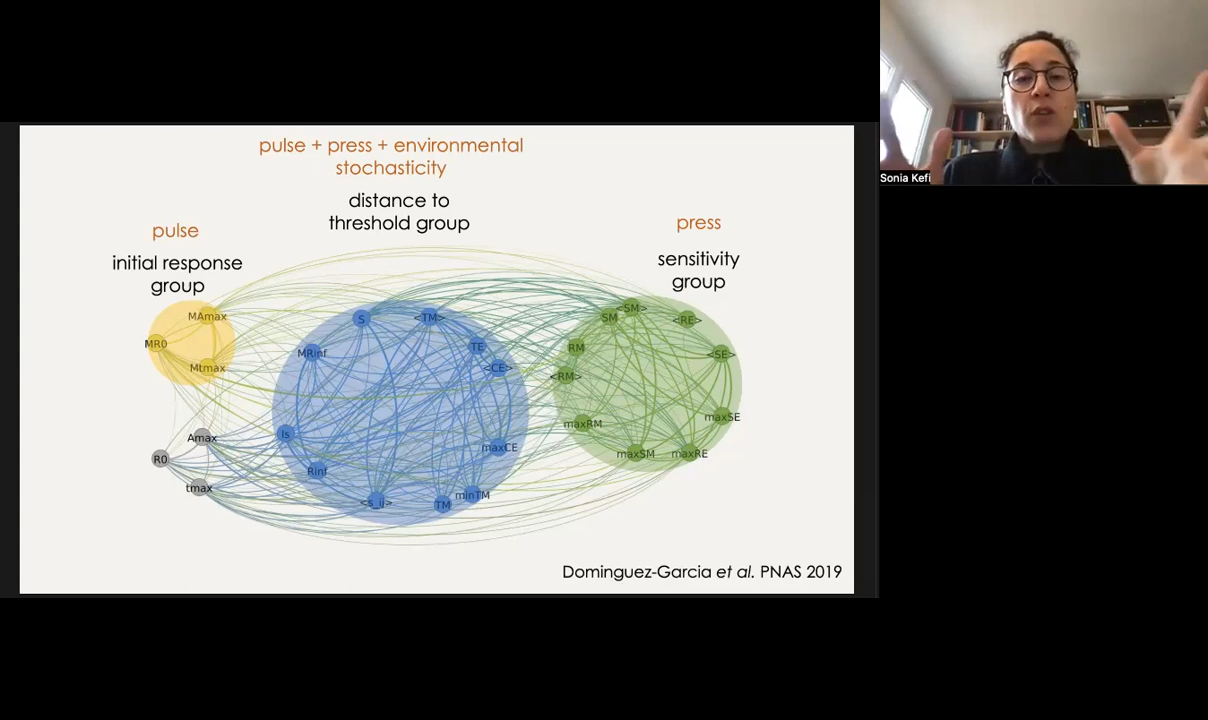 pulse + press + environmental
stochasticity
distance to
threshold group
pulse
initial response
group
press
sensitivity
group
MAmax
MR0
Mtmax
Amax
R0
tmax
S
<TM>
TE
<CE>
MRinf
Is
Rinf
<s_ij>
TM
minTM
maxCE
SM
<SM>
<RE>
RM
<SE>
<RM>
maxRM
maxSE
maxSM
maxRE
Dominguez-Garcia et al. PNAS 2019
Sonia Kefi